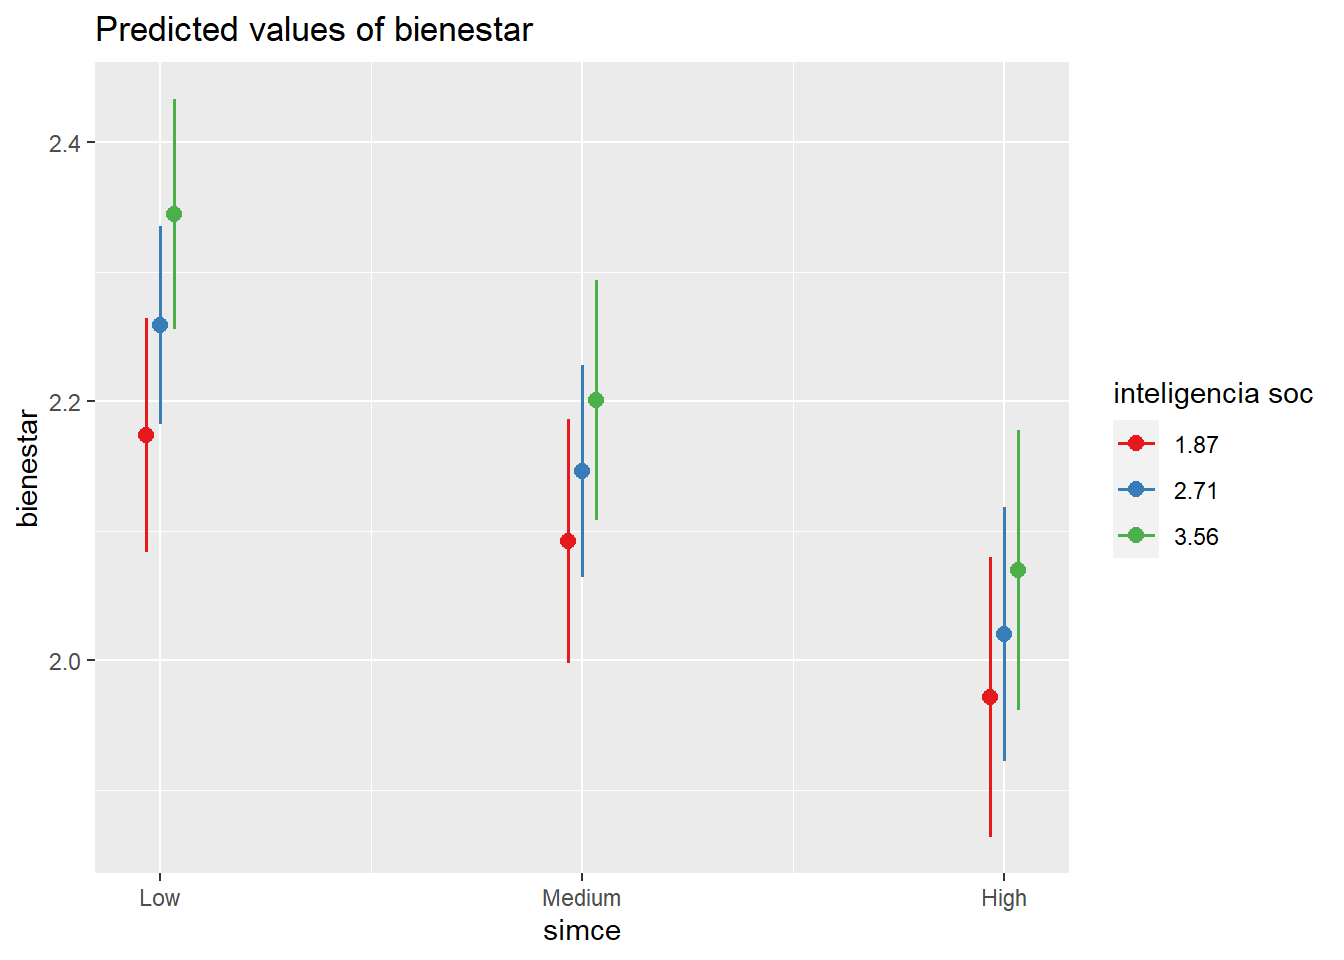 Predicted values of bienestar
2.4
2.2
2.0
bienestar
Low
Medium
High
simce
inteligencia soc
1.87
2.71
3.56